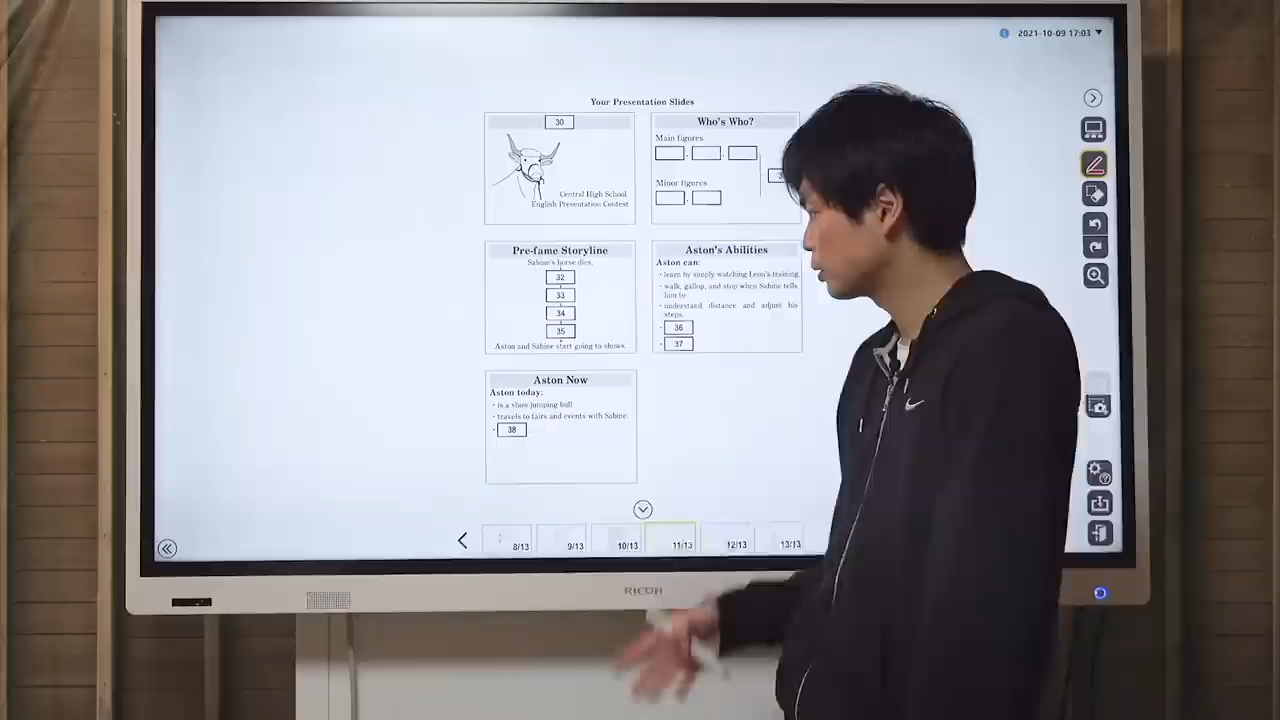 2021-10-09 17:03
Your Presentation Slides
30
Central High School
English Presentation Contest
Who's Who?
Main figures
Minor figures
Pre-fame Storyline
Sabine's horse dies.
32
33
34
35
Aston and Sabine start going to shows.
Aston's Abilities
Aston can:
· learn by simply watching Leon's training.
· walk, gallop, and stop when Sabine tells
him to.
· understand distance and adjust his
steps.
· 36
· 37
Aston Now
Aston today:
· is a show-jumping bull
· travels to fairs and events with Sabine.
· 38
8/13
9/13
10/13
11/13
12/13
13/13
RICOH